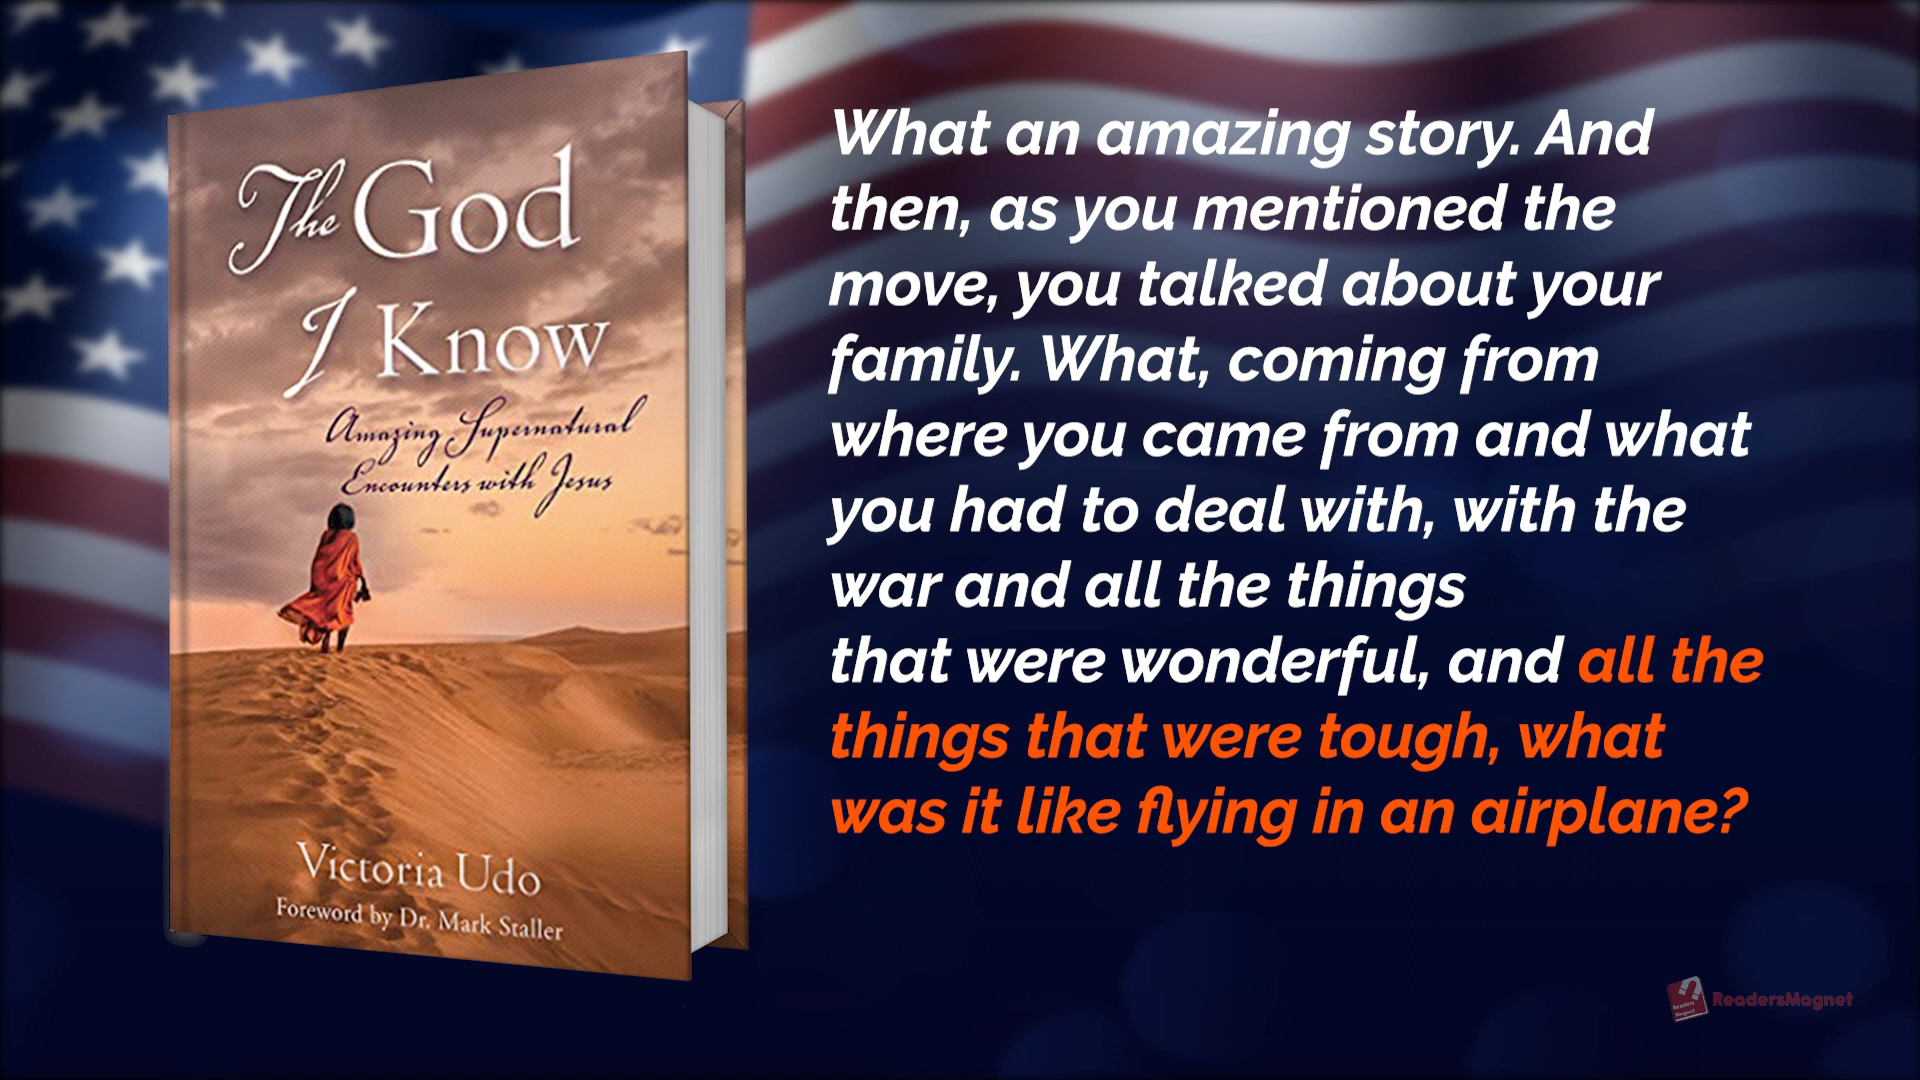 The God
I Know
Amazing Supernatural
Encounters with Jesus
Victoria Udo
Foreword by Dr. Mark Staller
What an amazing story. And
then, as you mentioned the
move, you talked about your
family. What, coming from
where you came from and what
you had to deal with, with the
war and all the things
that were wonderful, and all the
things that were tough, what
was it like flying in an airplane?
Readers
Magnet
ReadersMagnet